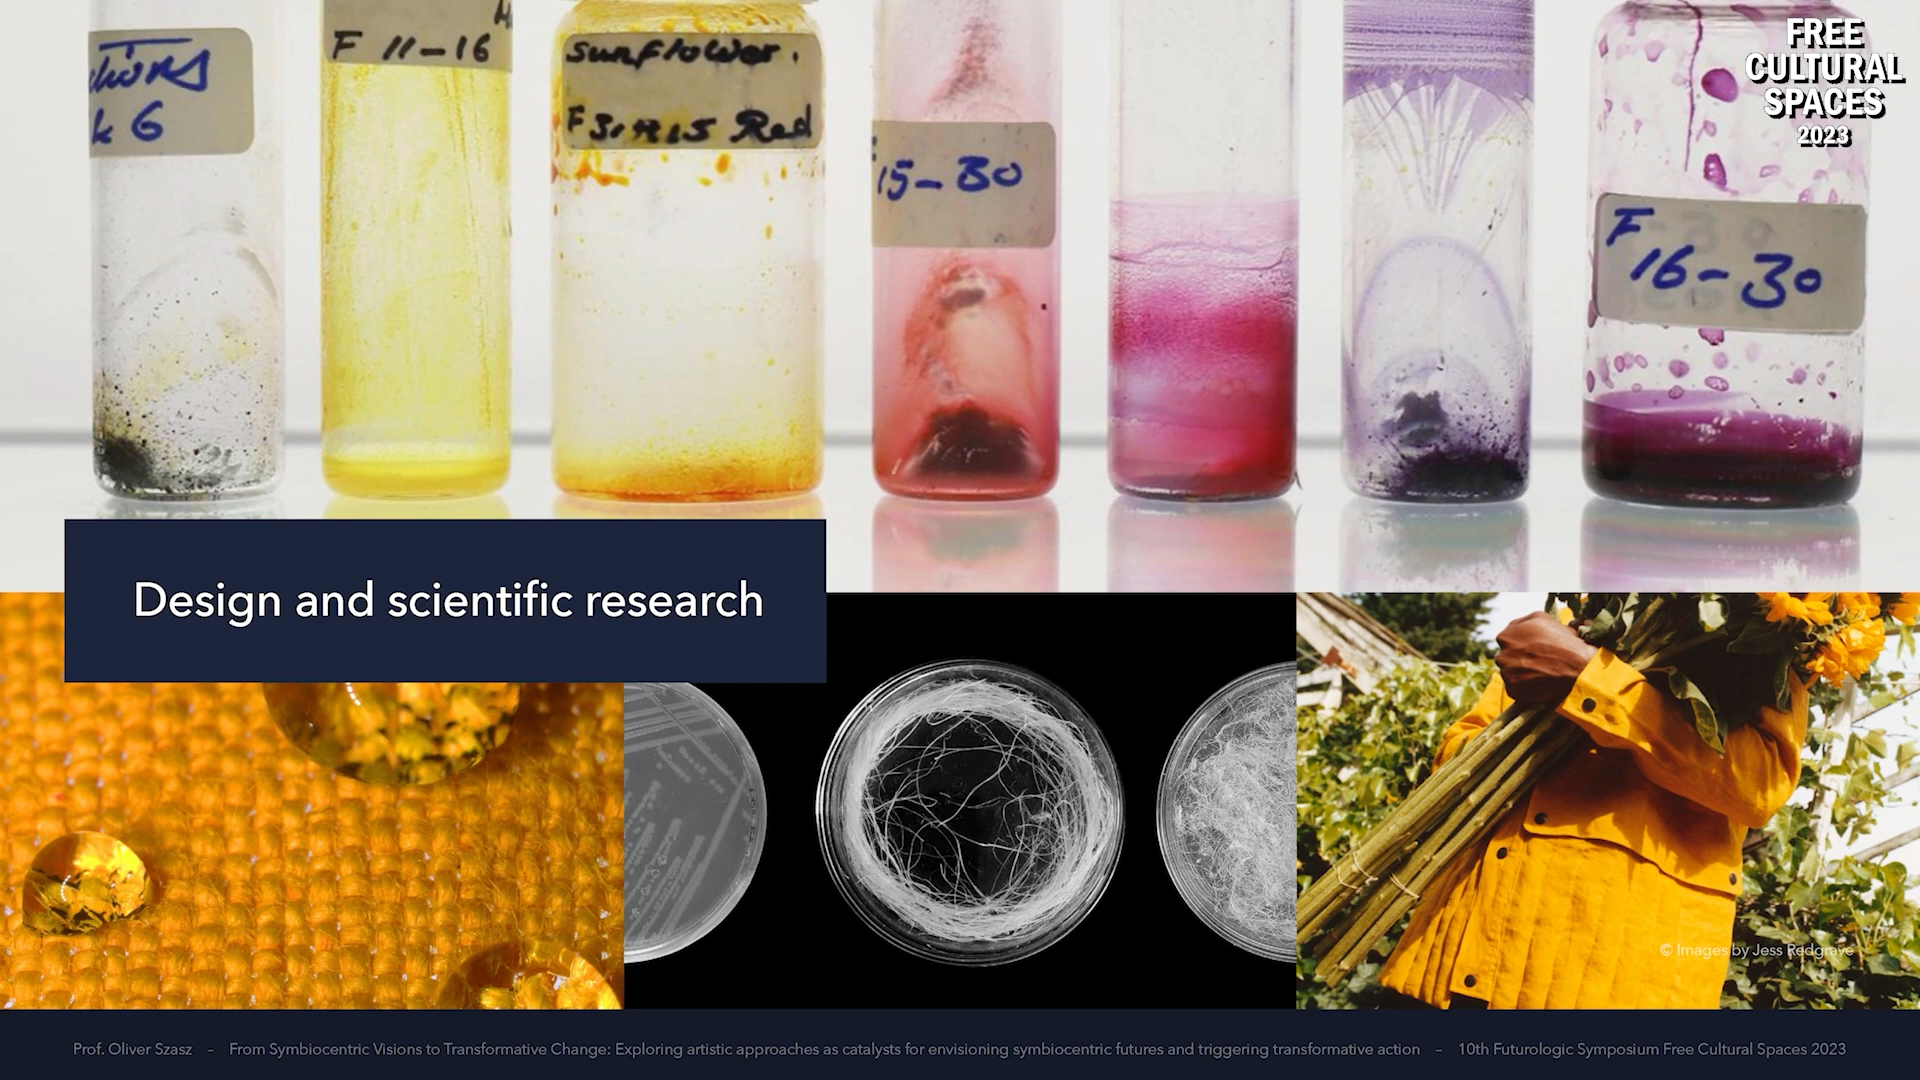 k 6
F 11-16
Sunflower.
Red
15-30
F
16-30
FREE
CULTURAL
SPACES
2023
Design and scientific research
© Images by Jess Redgrave
Prof. Oliver Szasz – From Symbiocentric Visions to Transformative Change: Exploring artistic approaches as catalysts for envisioning symbiocentric futures and triggering transformative action – 10th Futurologic Symposium Free Cultural Spaces 2023